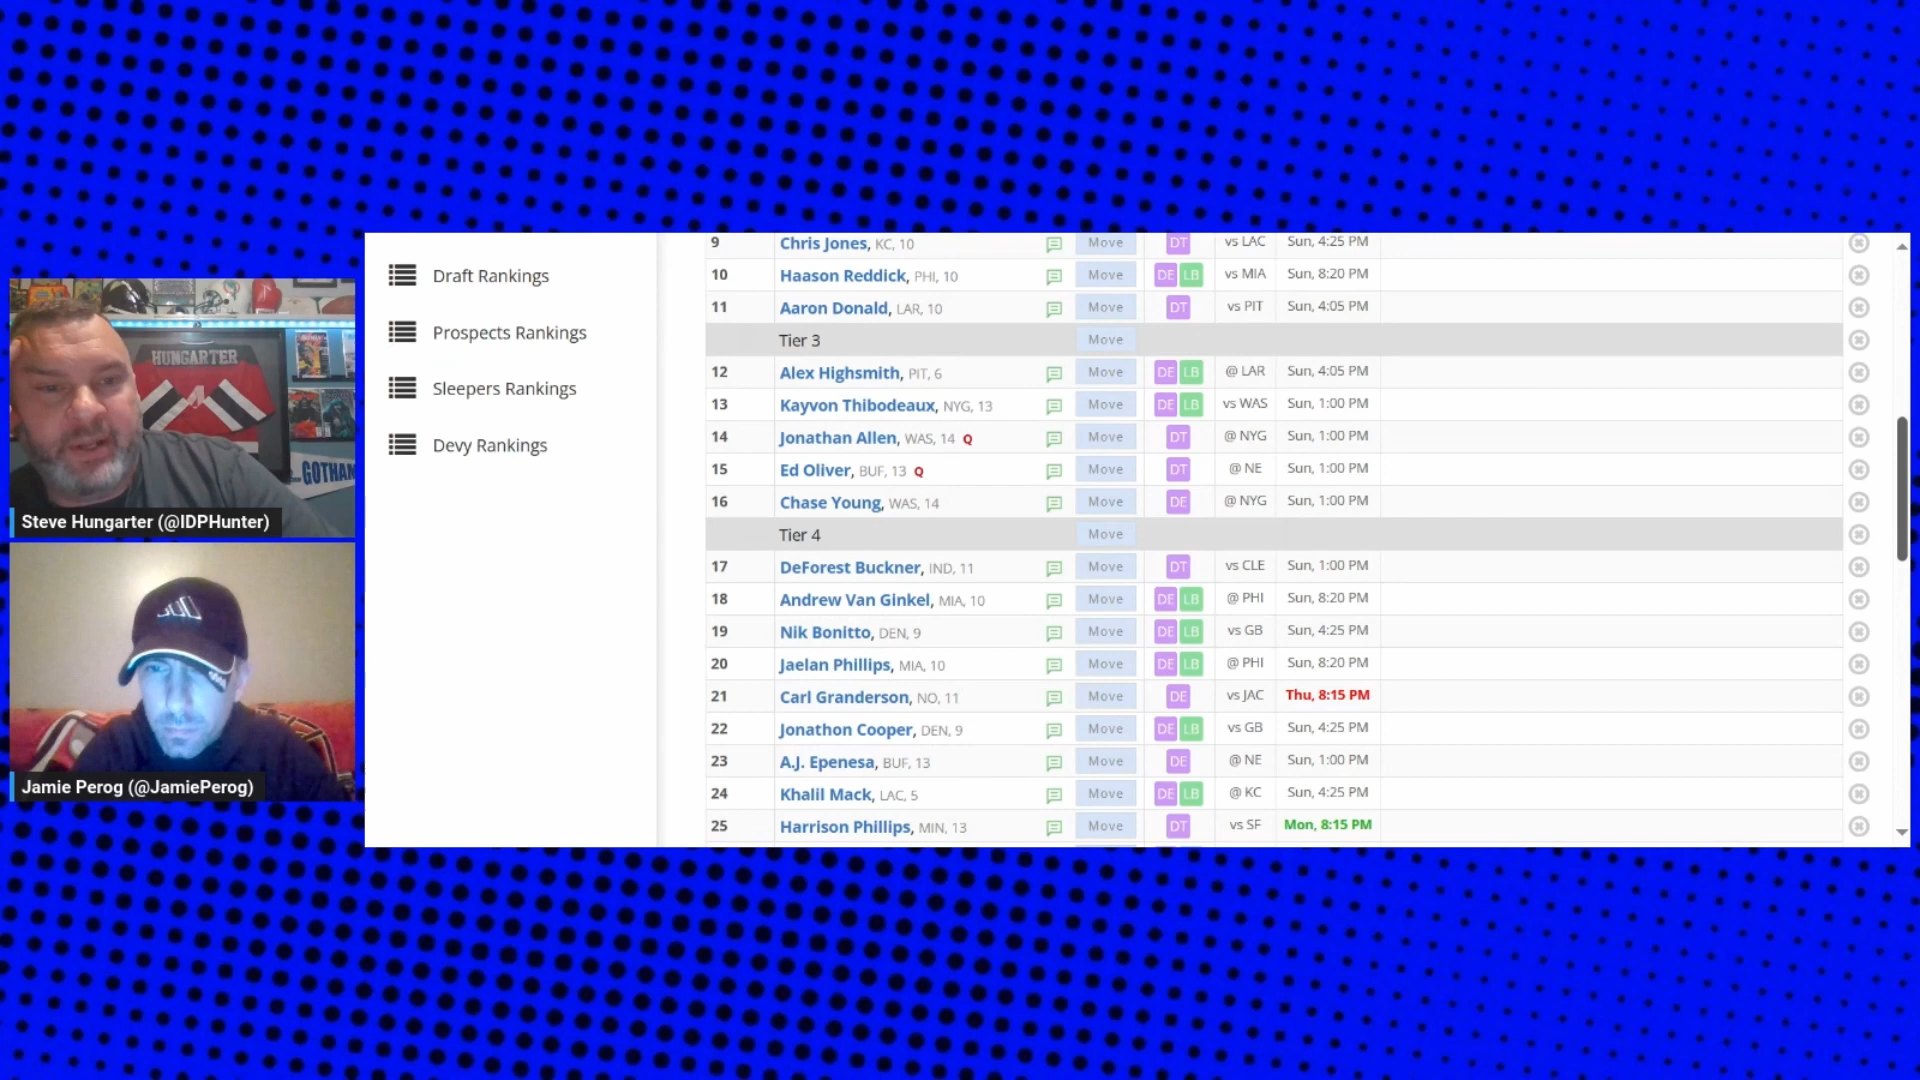 HUNGARTER
GOTHAM
Steve Hungarter (@IDPHunter)
Jamie Perog (@JamiePerog)
Draft Rankings
Prospects Rankings
Sleepers Rankings
Devy Rankings
9 Chris Jones, KC, 10 Move DT vs LAC Sun, 4:25 PM
10 Haason Reddick, PHI, 10 Move DE LB vs MIA Sun, 8:20 PM
11 Aaron Donald, LAR, 10 Move DT vs PIT Sun, 4:05 PM
Tier 3 Move
12 Alex Highsmith, PIT, 6 Move DE LB @ LAR Sun, 4:05 PM
13 Kayvon Thibodeaux, NYG, 13 Move DE LB vs WAS Sun, 1:00 PM
14 Jonathan Allen, WAS, 14 Q Move DT @ NYG Sun, 1:00 PM
15 Ed Oliver, BUF, 13 Q Move DT @ NE Sun, 1:00 PM
16 Chase Young, WAS, 14 Move DE @ NYG Sun, 1:00 PM
Tier 4 Move
17 DeForest Buckner, IND, 11 Move DT vs CLE Sun, 1:00 PM
18 Andrew Van Ginkel, MIA, 10 Move DE LB @ PHI Sun, 8:20 PM
19 Nik Bonitto, DEN, 9 Move DE LB vs GB Sun, 4:25 PM
20 Jaelan Phillips, MIA, 10 Move DE LB @ PHI Sun, 8:20 PM
21 Carl Granderson, NO, 11 Move DE vs JAC Thu, 8:15 PM
22 Jonathon Cooper, DEN, 9 Move DE LB vs GB Sun, 4:25 PM
23 A.J. Epenesa, BUF, 13 Move DE @ NE Sun, 1:00 PM
24 Khalil Mack, LAC, 5 Move DE LB @ KC Sun, 4:25 PM
25 Harrison Phillips, MIN, 13 Move DT vs SF Mon, 8:15 PM